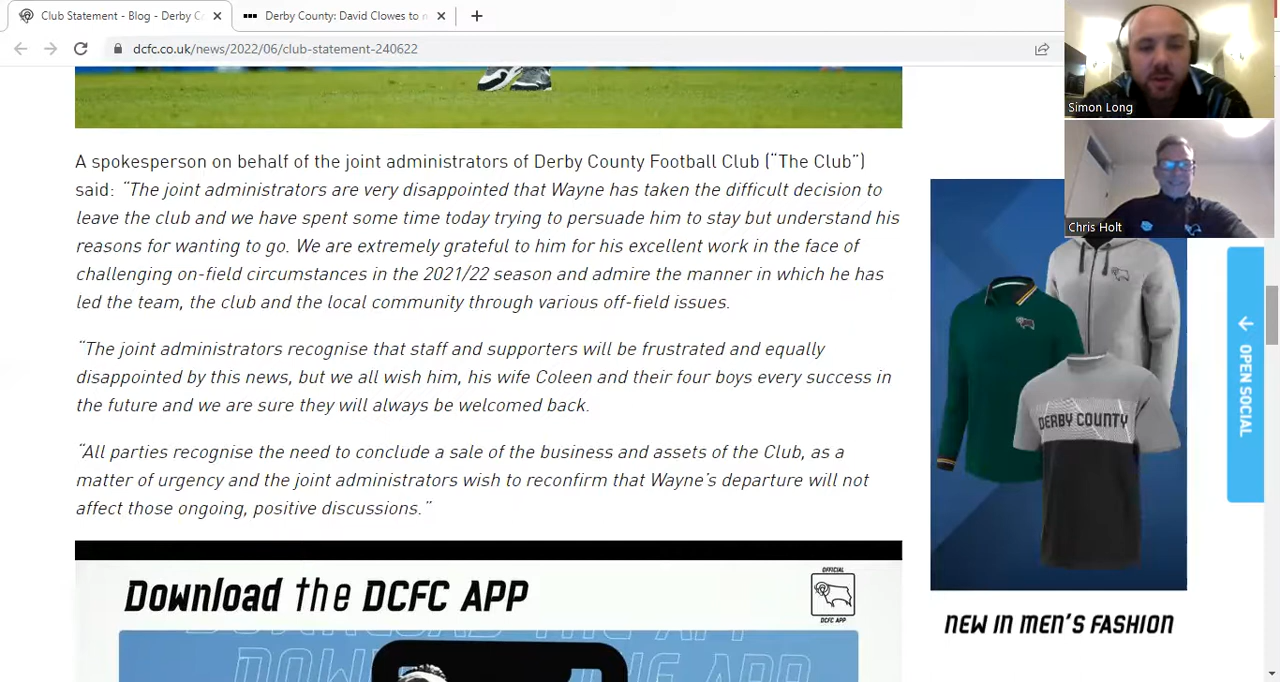 Club Statement - Blog - Derby C
Derby County: David Clowes to
dcfc.co.uk/news/2022/06/club-statement-240622
Simon Long
Chris Holt
A spokesperson on behalf of the joint administrators of Derby County Football Club (“The Club”)
said: “The joint administrators are very disappointed that Wayne has taken the difficult decision to
leave the club and we have spent some time today trying to persuade him to stay but understand his
reasons for wanting to go. We are extremely grateful to him for his excellent work in the face of
challenging on-field circumstances in the 2021/22 season and admire the manner in which he has
led the team, the club and the local community through various off-field issues.
“The joint administrators recognise that staff and supporters will be frustrated and equally
disappointed by this news, but we all wish him, his wife Coleen and their four boys every success in
the future and we are sure they will always be welcomed back.
“All parties recognise the need to conclude a sale of the business and assets of the Club, as a
matter of urgency and the joint administrators wish to reconfirm that Wayne’s departure will not
affect those ongoing, positive discussions.”
OPEN SOCIAL
DERBY COUNTY
NEW IN MEN’S FASHION
Download the DCFC APP
OFFICIAL
DCFC APP
DOWNLOAD THE APP
DOWNLOAD THE APP